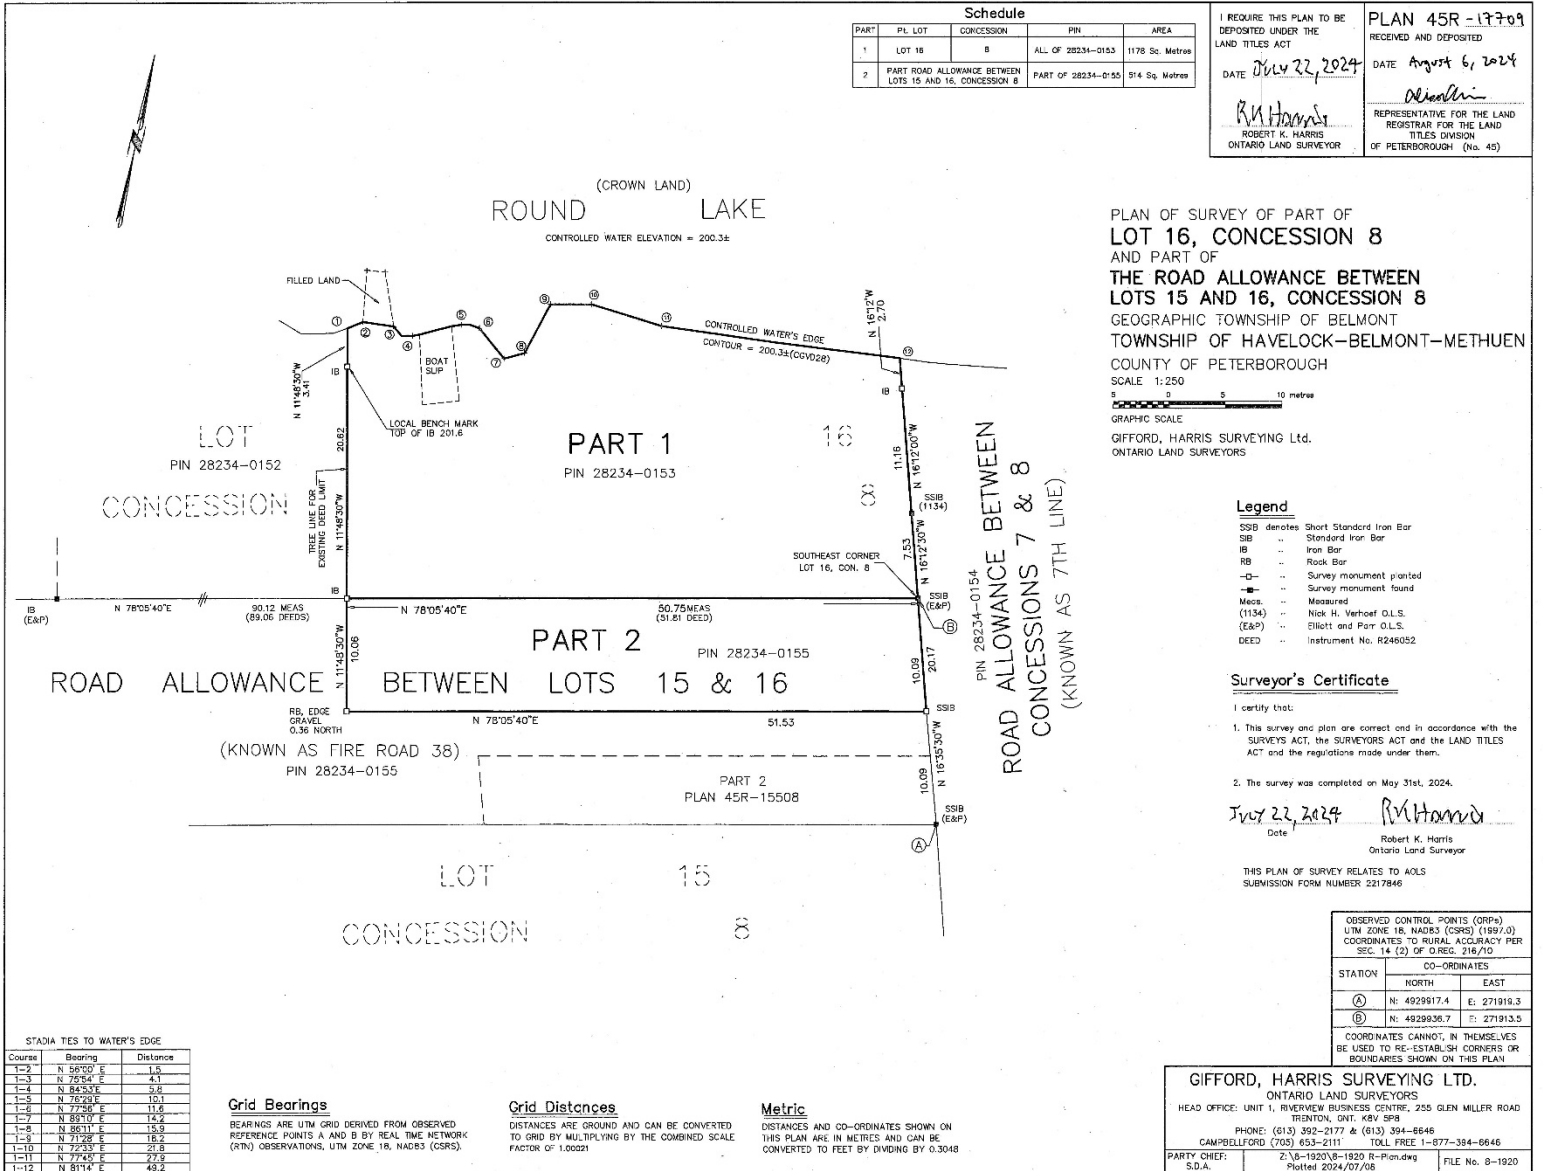 Schedule
PART PT. LOT CONCESSION PIN AREA
1 LOT 16 8 ALL OF 28234-0153 1178 Sq. Metres
2 PART ROAD ALLOWANCE BETWEEN LOTS 15 AND 16, CONCESSION 8 PART OF 28234-0155 514 Sq. Metres
I REQUIRE THIS PLAN TO BE
DEPOSITED UNDER THE
LAND TITLES ACT
DATE July 22, 2024
RK Harris
ROBERT K. HARRIS
ONTARIO LAND SURVEYOR
PLAN 45R-17709
RECEIVED AND DEPOSITED
DATE August 6, 2024
REPRESENTATIVE FOR THE LAND
REGISTRAR FOR THE LAND
TITLES DIVISION
OF PETERBOROUGH (No. 45)
(CROWN LAND)
ROUND LAKE
CONTROLLED WATER ELEVATION = 200.3±
PLAN OF SURVEY OF PART OF
LOT 16, CONCESSION 8
AND PART OF
THE ROAD ALLOWANCE BETWEEN
LOTS 15 AND 16, CONCESSION 8
GEOGRAPHIC TOWNSHIP OF BELMONT
TOWNSHIP OF HAVELOCK-BELMONT-METHUEN
COUNTY OF PETERBOROUGH
SCALE 1:250
5 0 5 10 metres
GRAPHIC SCALE
GIFFORD, HARRIS SURVEYING Ltd.
ONTARIO LAND SURVEYORS
FILLED LAND
1
2
3
4
5
6
7
8
9
10
11
12
CONTROLLED WATER'S EDGE
CONTOUR = 200.3±(CGVD28)
N 16°12'W
2.70
BOAT
SLIP
IB
IB
N 11°48'30"W
3.41
LOCAL BENCH MARK
TOP OF IB 201.6
LOT
PIN 28234-0152
CONCESSION
20.62
TREE LINE FOR
EXISTING DEED LIMIT
N 11°48'30"W
PART 1
PIN 28234-0153
16
8
11.16
N 16°12'00"W
SSIB
(1134)
7.53
N 16°12'30"W
SOUTHEAST CORNER
LOT 16, CON. 8
SSIB
(E&P)
B
PIN 28234-0154
ROAD ALLOWANCE BETWEEN
CONCESSIONS 7 & 8
(KNOWN AS 7TH LINE)
IB
(E&P)
N 78°05'40"E
90.12 MEAS
(89.06 DEEDS)
IB
N 78°05'40"E
50.75MEAS
(51.81 DEED)
N 11°48'30"W
10.06
PART 2
PIN 28234-0155
ROAD ALLOWANCE BETWEEN LOTS 15 & 16
10.09
20.17
SSIB
RB, EDGE
GRAVEL
0.36 NORTH
N 78°05'40"E
51.53
(KNOWN AS FIRE ROAD 38)
PIN 28234-0155
PART 2
PLAN 45R-15508
10.09
N 16°35'30"W
SSIB
(E&P)
A
LOT 15
CONCESSION 8
Legend
SSIB denotes Short Standard Iron Bar
SIB .. Standard Iron Bar
IB .. Iron Bar
RB .. Rock Bar
.. Survey monument planted
.. Survey monument found
Meas. .. Measured
(1134) .. Nick H. Verhoef O.L.S.
(E&P) .. Elliott and Parr O.L.S.
DEED .. Instrument No. R246052
Surveyor's Certificate
I certify that:
1. This survey and plan are correct and in accordance with the
SURVEYS ACT, the SURVEYORS ACT and the LAND TITLES
ACT and the regulations made under them.
2. The survey was completed on May 31st, 2024.
July 22, 2024 RK Harris
Date
Robert K. Harris
Ontario Land Surveyor
THIS PLAN OF SURVEY RELATES TO AOLS
SUBMISSION FORM NUMBER 2217846
OBSERVED CONTROL POINTS (ORPs)
UTM ZONE 18, NAD83 (CSRS) (1997.0)
COORDINATES TO RURAL ACCURACY PER
SEC. 14 (2) OF O.REG. 216/10
STATION CO-ORDINATES
NORTH EAST
A N: 4929917.4 E: 271919.3
B N: 4929936.7 E: 271913.5
COORDINATES CANNOT, IN THEMSELVES
BE USED TO RE-ESTABLISH CORNERS OR
BOUNDARIES SHOWN ON THIS PLAN
STADIA TIES TO WATER'S EDGE
Course Bearing Distance
1-2 N 56°00' E 1.5
1-3 N 75°54' E 4.1
1-4 N 84°53'E 5.8
1-5 N 76°29'E 10.1
1-6 N 77°56' E 11.6
1-7 N 89°10' E 14.2
1-8 N 86°11' E 15.9
1-9 N 71°28' E 18.2
1-10 N 72°33' E 21.8
1-11 N 77°45' E 27.9
1-12 N 81°14' E 49.2
Grid Bearings
BEARINGS ARE UTM GRID DERIVED FROM OBSERVED
REFERENCE POINTS A AND B BY REAL TIME NETWORK
(RTN) OBSERVATIONS, UTM ZONE 18, NAD83 (CSRS).
Grid Distances
DISTANCES ARE GROUND AND CAN BE CONVERTED
TO GRID BY MULTIPLYING BY THE COMBINED SCALE
FACTOR OF 1.00021
Metric
DISTANCES AND CO-ORDINATES SHOWN ON
THIS PLAN ARE IN METRES AND CAN BE
CONVERTED TO FEET BY DIVIDING BY 0.3048
GIFFORD, HARRIS SURVEYING LTD.
ONTARIO LAND SURVEYORS
HEAD OFFICE: UNIT 1, RIVERVIEW BUSINESS CENTRE, 255 GLEN MILLER ROAD
TRENTON, ONT. K8V 5P8
PHONE: (613) 392-2177 & (613) 394-6646
CAMPBELLFORD (705) 653-2111 TOLL FREE 1-877-394-6646
PARTY CHIEF:
S.D.A.
Z:\8-1920\8-1920 R-Plan.dwg
Plotted 2024/07/08
FILE No. 8-1920